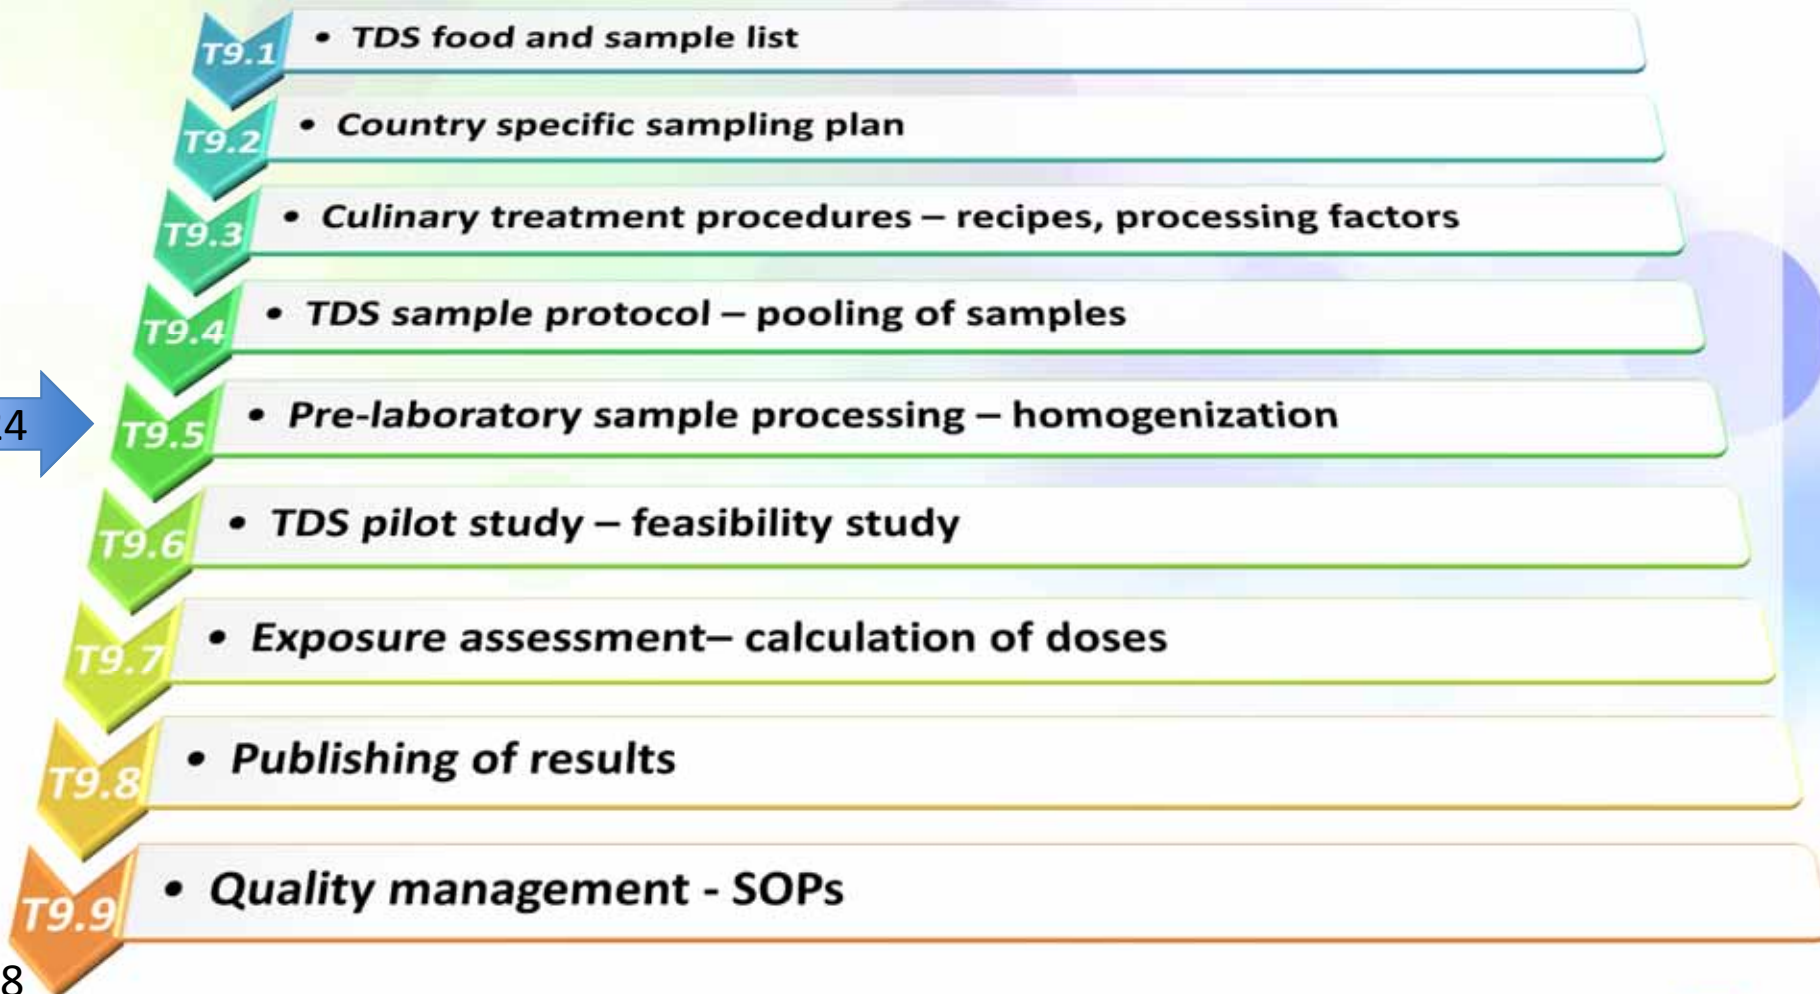 T9.1 • TDS food and sample list
T9.2 • Country specific sampling plan
T9.3 • Culinary treatment procedures – recipes, processing factors
T9.4 • TDS sample protocol – pooling of samples
T9.5 • Pre-laboratory sample processing – homogenization
T9.6 • TDS pilot study – feasibility study
T9.7 • Exposure assessment– calculation of doses
T9.8 • Publishing of results
T9.9 • Quality management - SOPs
8